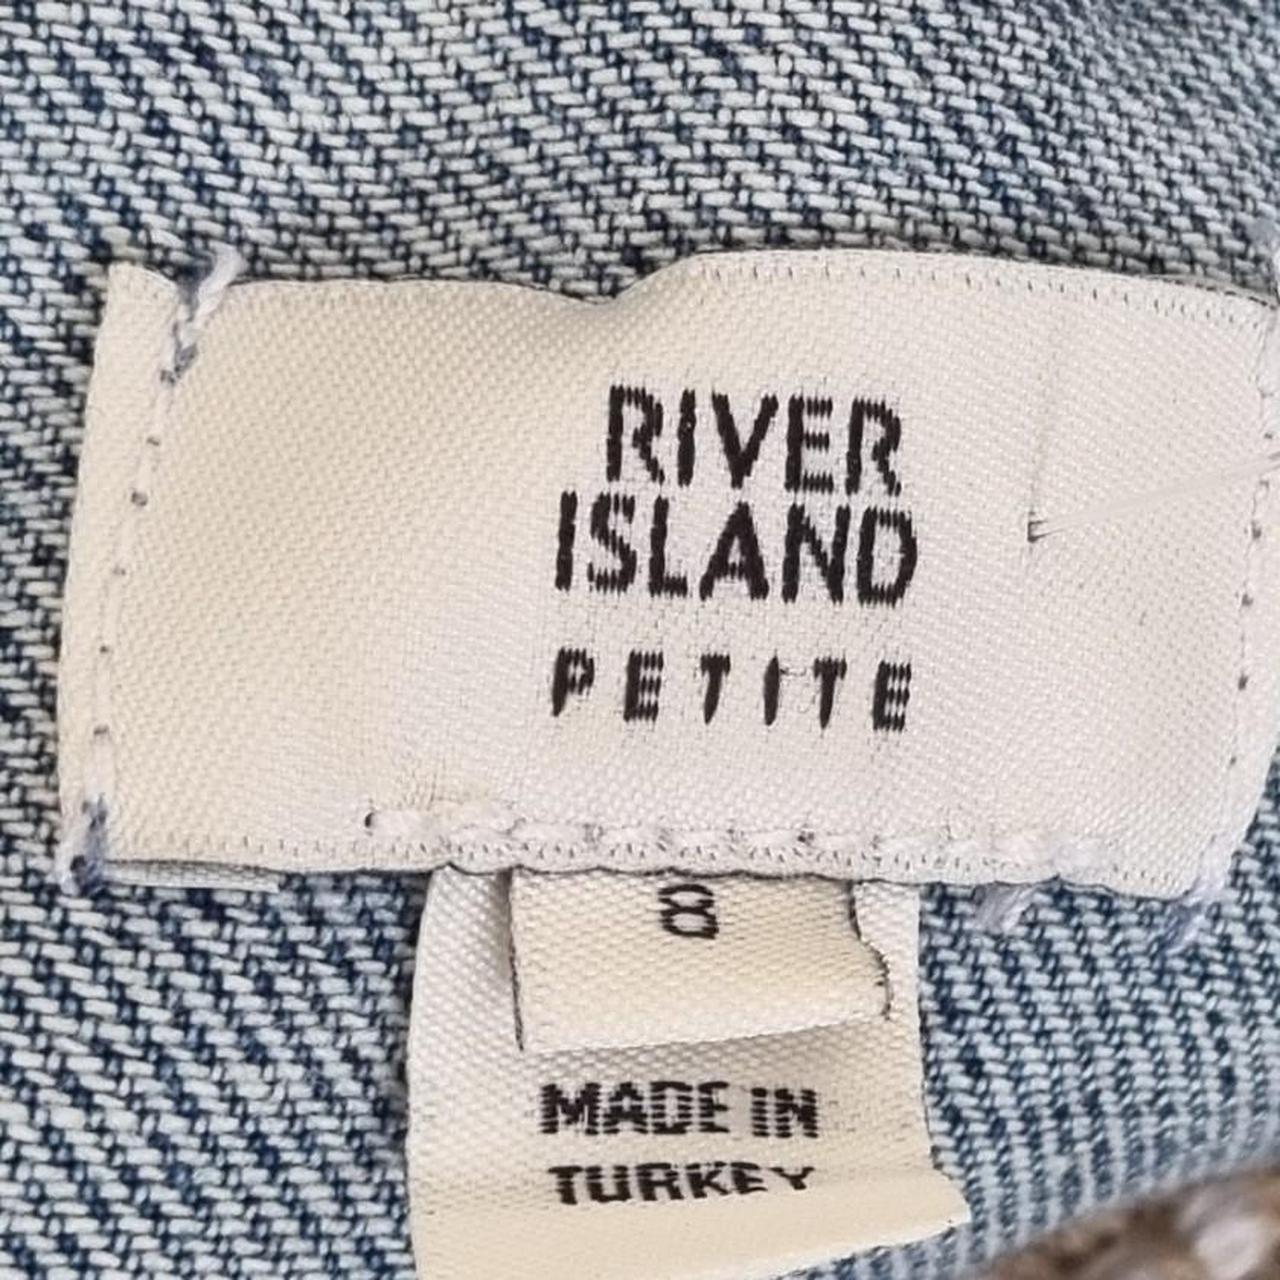 RIVER
ISLAND
PETITE
8
MADE IN
TURKEY